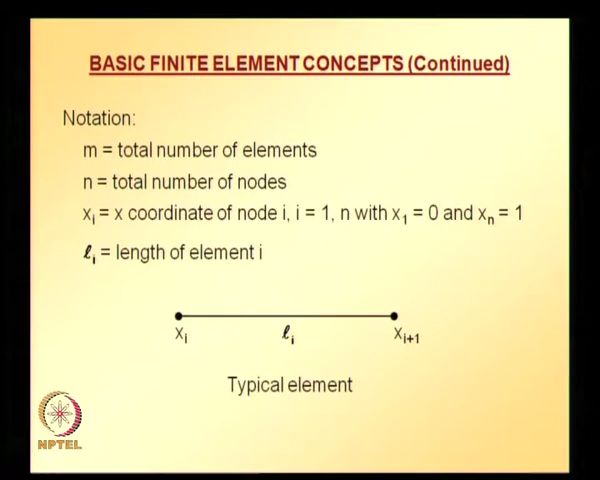 BASIC FINITE ELEMENT CONCEPTS (Continued)
Notation:
m = total number of elements
n = total number of nodes
xᵢ = x coordinate of node i, i = 1, n with x₁ = 0 and xₙ = 1
ℓᵢ = length of element i
xᵢ ℓᵢ xᵢ₊₁
Typical element
NPTEL